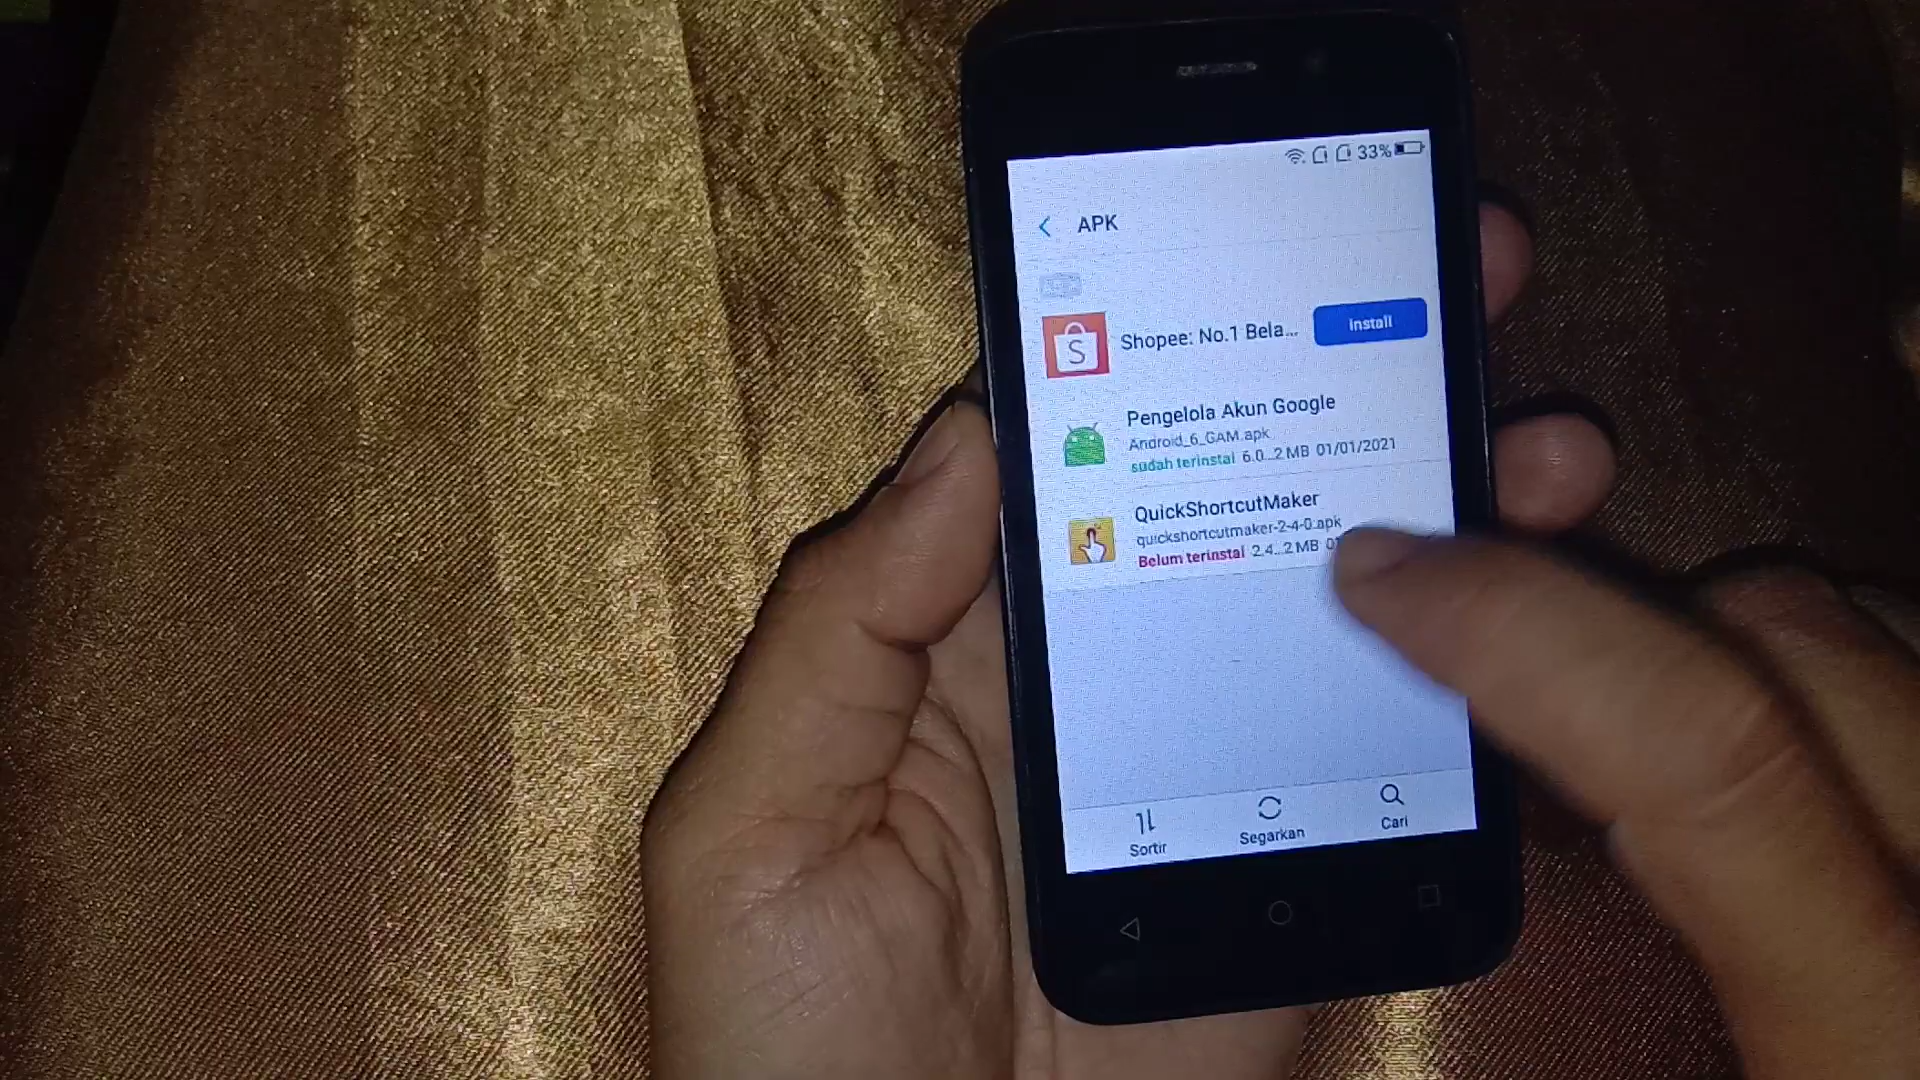 33%
APK
Shopee: No.1 Bela...
Install
Pengelola Akun Google
Android_6_GAM.apk
sudah terinstal 6.0...2 MB 01/01/2021
QuickShortcutMaker
quickshortcutmaker-2-4-0.apk
Belum terinstal 2.4...2 MB
Sortir
Segarkan
Cari